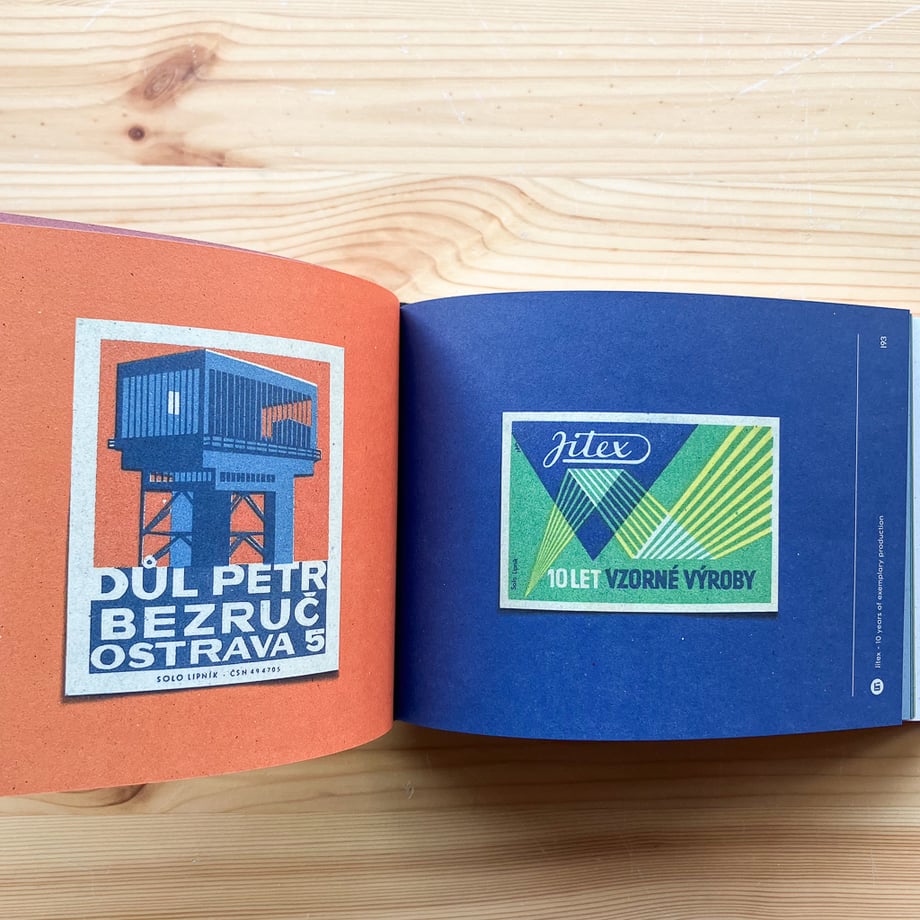 DŮL PETR
BEZRUČ
OSTRAVA 5
SOLO LIPNÍK - ČSN 494705
Jitex
10 LET VZORNÉ VÝROBY
Solo Lipník
193
Jitex - 10 years of exemplary production